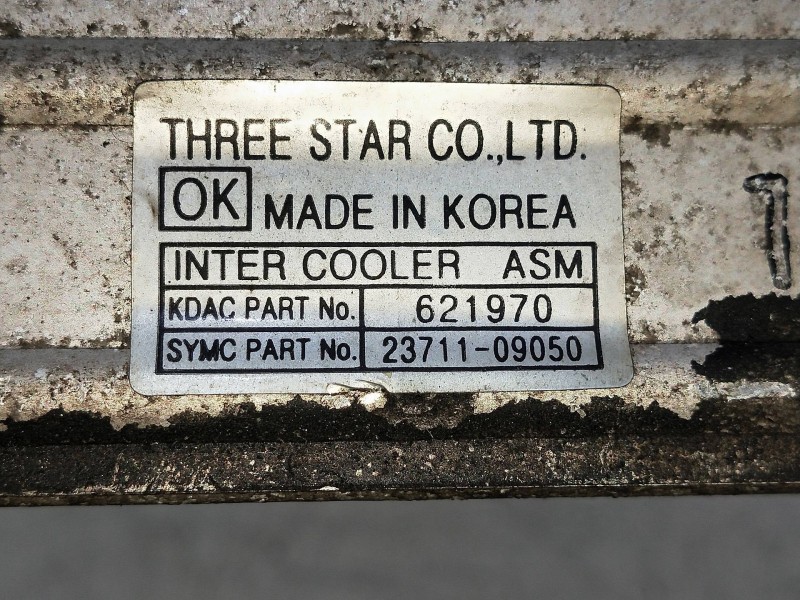 THREE STAR CO.,LTD.
OK MADE IN KOREA
INTER COOLER ASM
KDAC PART No. 621970
SYMC PART No. 23711-09050
1